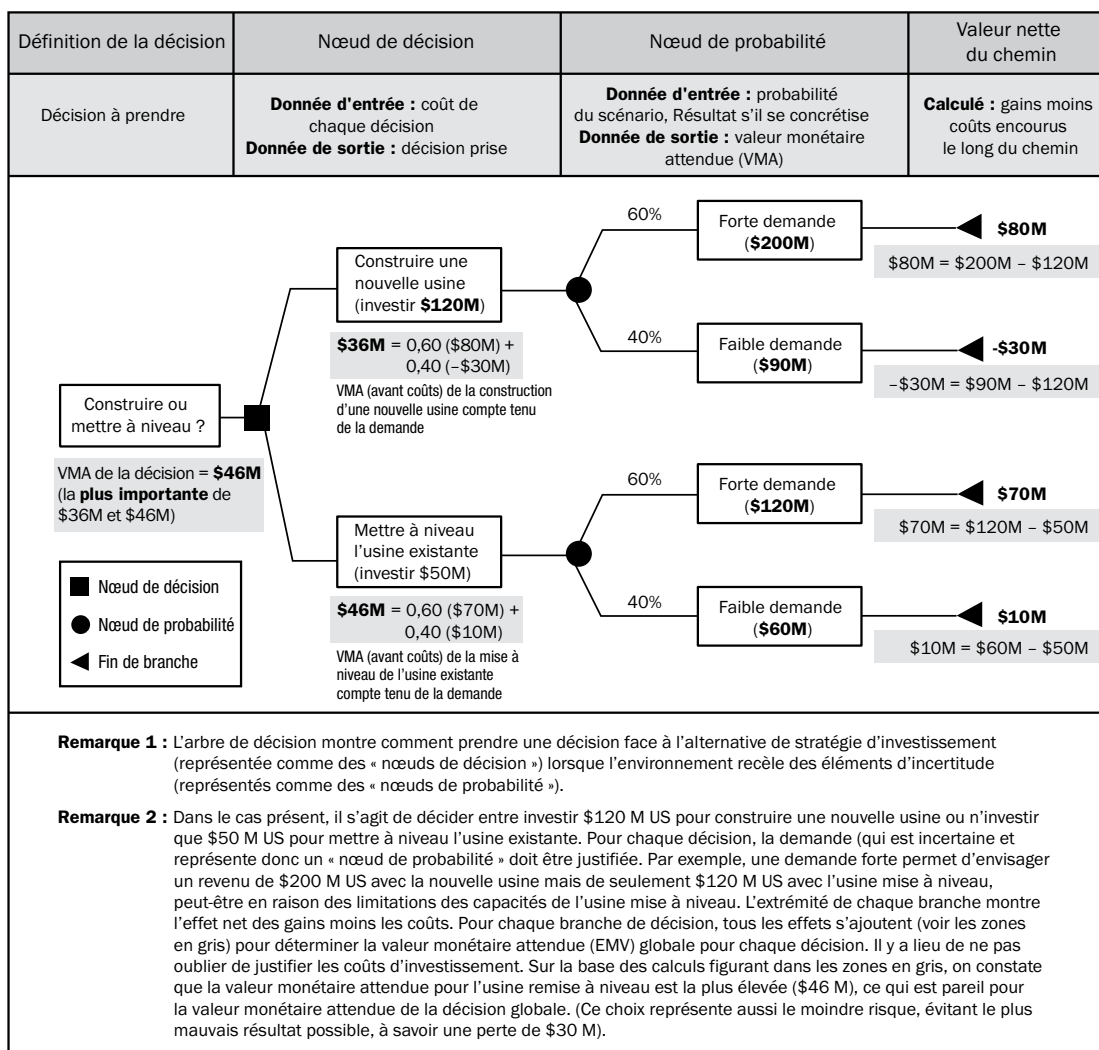 Définition de la décision
Nœud de décision
Nœud de probabilité
Valeur nette
du chemin
Décision à prendre
Donnée d'entrée : coût de
chaque décision
Donnée de sortie : décision prise
Donnée d'entrée : probabilité
du scénario, Résultat s’il se concrétise
Donnée de sortie : valeur monétaire
attendue (VMA)
Calculé : gains moins
coûts encourus
le long du chemin
Construire ou
mettre à niveau ?
VMA de la décision = $46M
(la plus importante de
$36M et $46M)
Nœud de décision
Nœud de probabilité
Fin de branche
Construire une
nouvelle usine
(investir $120M)
$36M = 0,60 ($80M) +
0,40 (–$30M)
VMA (avant coûts) de la construction
d’une nouvelle usine compte tenu
de la demande
Mettre à niveau
l’usine existante
(investir $50M)
$46M = 0,60 ($70M) +
0,40 ($10M)
VMA (avant coûts) de la mise à
niveau de l’usine existante
compte tenu de la demande
60%
Forte demande
($200M)
$80M
$80M = $200M – $120M
40%
Faible demande
($90M)
-$30M
–$30M = $90M – $120M
60%
Forte demande
($120M)
$70M
$70M = $120M – $50M
40%
Faible demande
($60M)
$10M
$10M = $60M – $50M
Remarque 1 : L’arbre de décision montre comment prendre une décision face à l’alternative de stratégie d’investissement
(représentée comme des « nœuds de décision ») lorsque l’environnement recèle des éléments d’incertitude
(représentés comme des « nœuds de probabilité »).
Remarque 2 : Dans le cas présent, il s’agit de décider entre investir $120 M US pour construire une nouvelle usine ou n’investir
que $50 M US pour mettre à niveau l’usine existante. Pour chaque décision, la demande (qui est incertaine et
représente donc un « nœud de probabilité » doit être justifiée. Par exemple, une demande forte permet d’envisager
un revenu de $200 M US avec la nouvelle usine mais de seulement $120 M US avec l’usine mise à niveau,
peut-être en raison des limitations des capacités de l’usine mise à niveau. L’extrémité de chaque branche montre
l’effet net des gains moins les coûts. Pour chaque branche de décision, tous les effets s’ajoutent (voir les zones
en gris) pour déterminer la valeur monétaire attendue (EMV) globale pour chaque décision. Il y a lieu de ne pas
oublier de justifier les coûts d’investissement. Sur la base des calculs figurant dans les zones en gris, on constate
que la valeur monétaire attendue pour l’usine remise à niveau est la plus élevée ($46 M), ce qui est pareil pour
la valeur monétaire attendue de la décision globale. (Ce choix représente aussi le moindre risque, évitant le plus
mauvais résultat possible, à savoir une perte de $30 M).